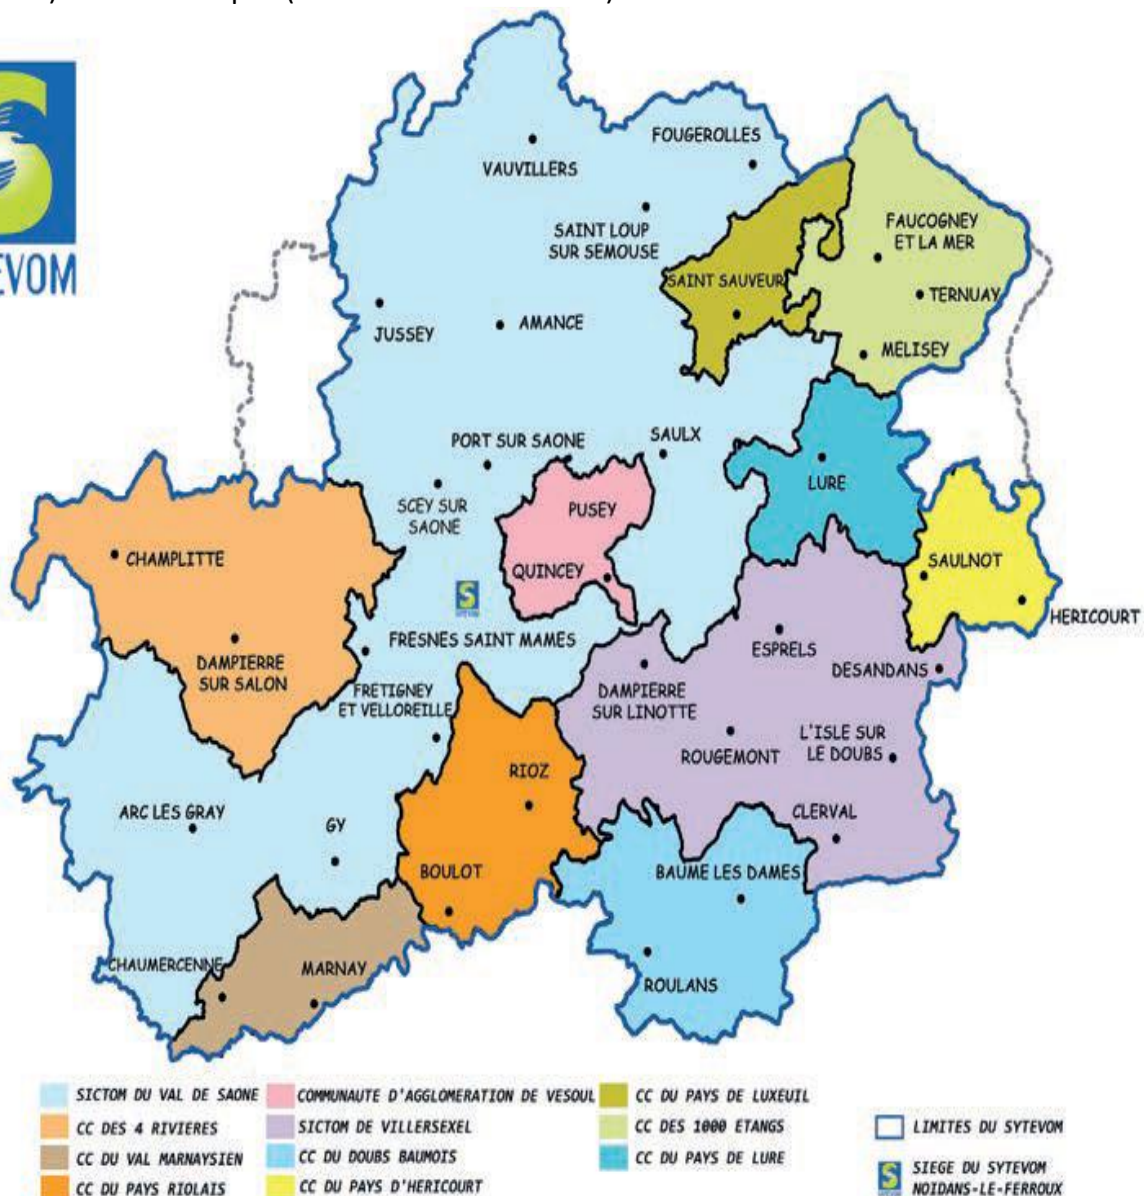 EVOM
VAUVILLERS
FOUGEROLLES
SAINT LOUP
SUR SEMOUSE
FAUCOGNEY
ET LA MER
SAINT SAUVEUR
TERNUAY
JUSSEY
AMANCE
MELISEY
PORT SUR SAONE
SAULX
SCEY SUR
SAONE
PUSEY
LURE
CHAMPLITTE
QUINCEY
SAULNOT
HERICOURT
FRESNES SAINT MAMES
ESPRELS
DAMPIERRE
SUR SALON
DESANDANS
FRETIGNEY
ET VELLOREILLE
DAMPIERRE
SUR LINOTTE
ROUGEMONT
L'ISLE SUR
LE DOUBS
RIOZ
ARC LES GRAY
GY
CLERVAL
BOULOT
BAUME LES DAMES
CHAUMERCENNE
MARNAY
ROULANS
SICTOM DU VAL DE SAONE
CC DES 4 RIVIERES
CC DU VAL MARNAYSIEN
CC DU PAYS RIOLAIS
COMMUNAUTE D'AGGLOMERATION DE VESOUL
SICTOM DE VILLERSEXEL
CC DU DOUBS BAUMOIS
CC DU PAYS D'HERICOURT
CC DU PAYS DE LUXEUIL
CC DES 1000 ETANGS
CC DU PAYS DE LURE
LIMITES DU SYTEVOM
SIEGE DU SYTEVOM
NOIDANS-LE-FERROUX